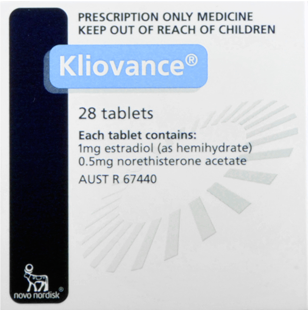 PRESCRIPTION ONLY MEDICINE
KEEP OUT OF REACH OF CHILDREN
Kliovance®
28 tablets
Each tablet contains:
1mg estradiol (as hemihydrate)
0.5mg norethisterone acetate
AUST R 67440
novo nordisk®